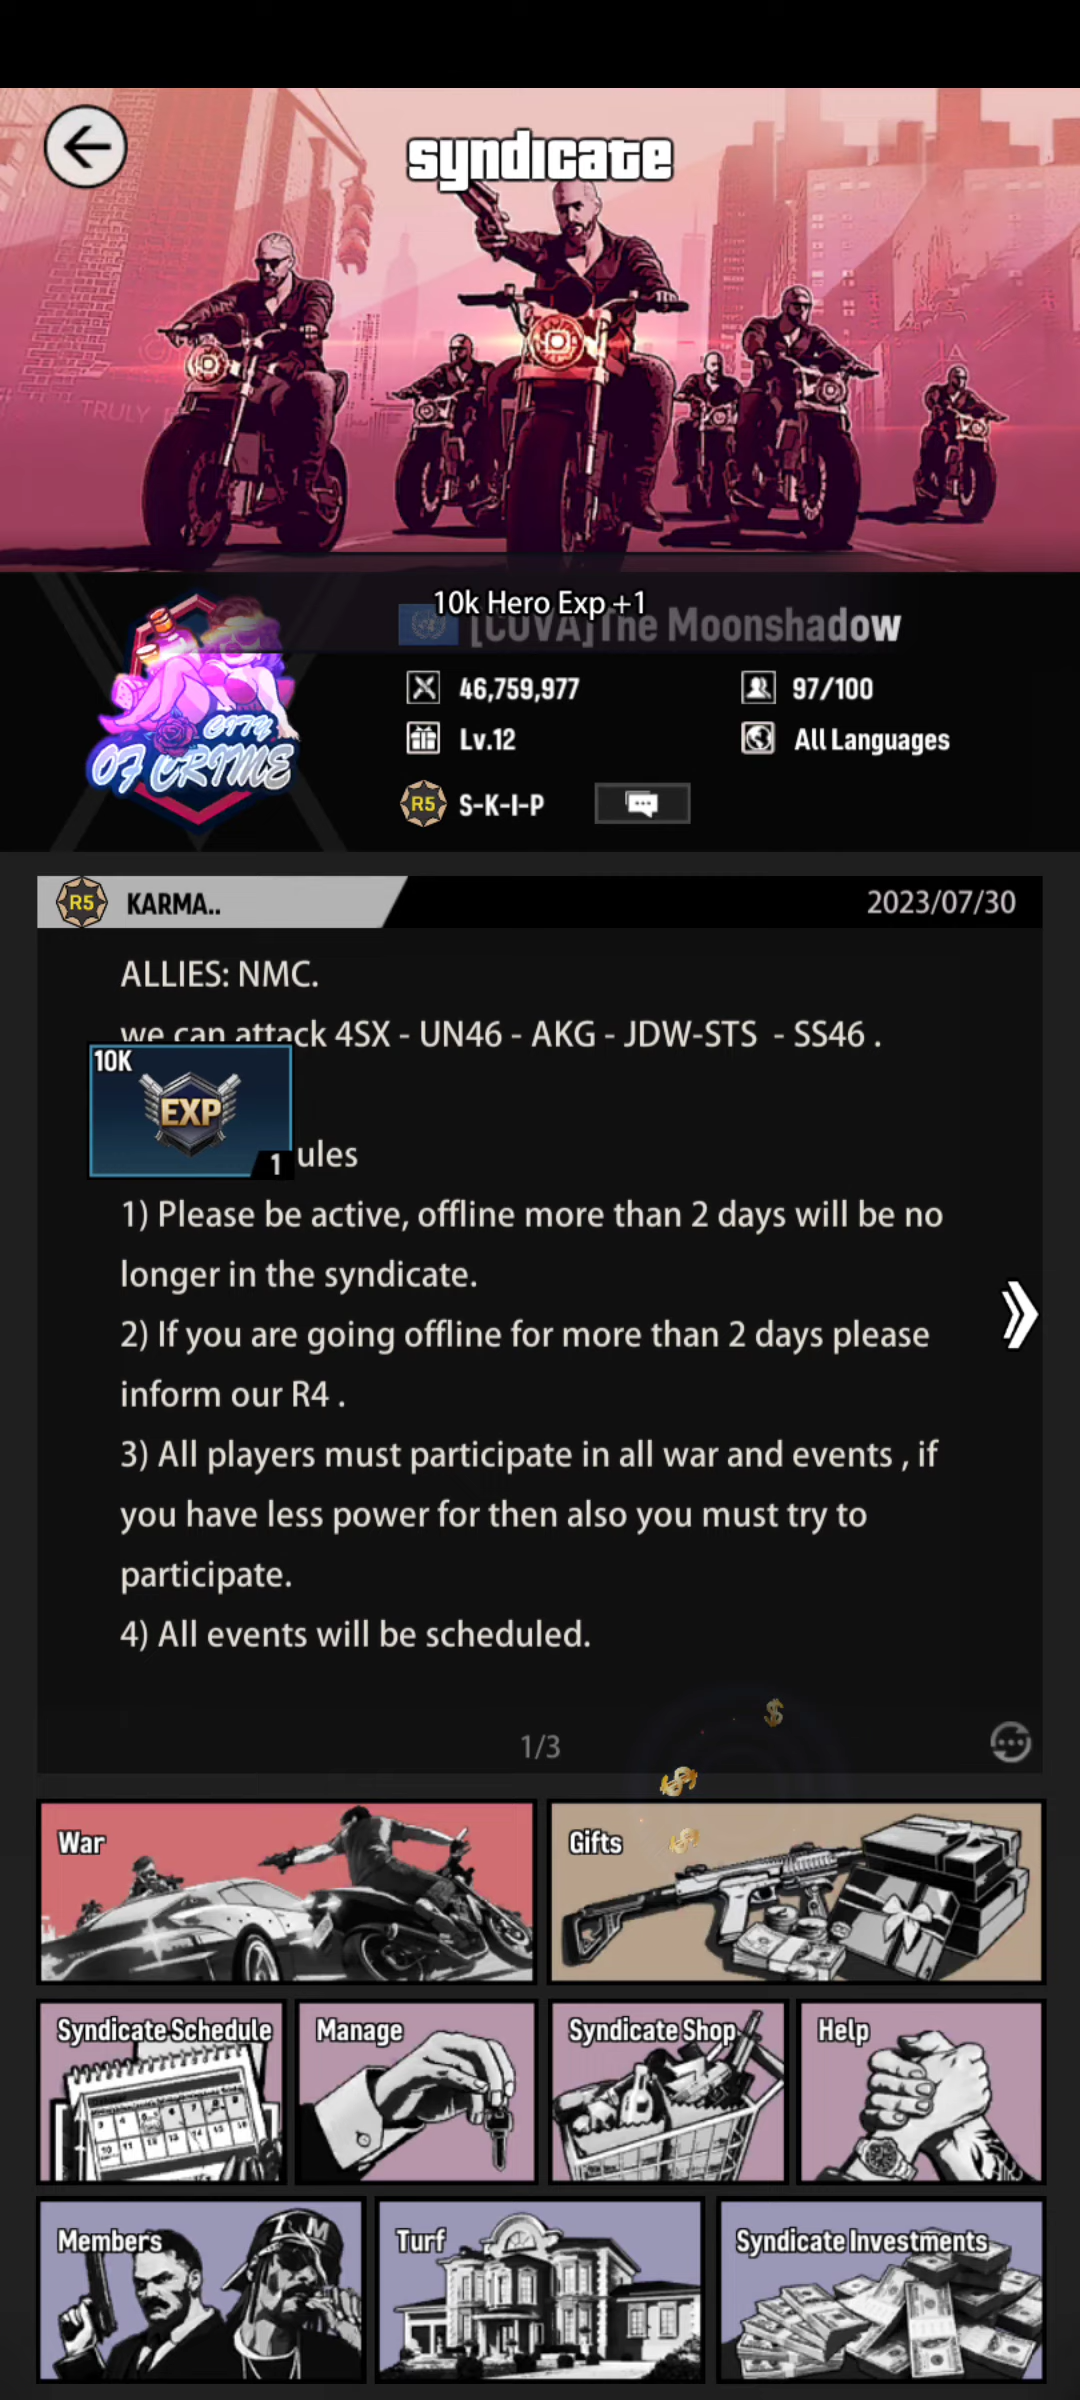 syndicate
TRULY
10k Hero Exp +1
[COVA]The Moonshadow
46,759,977
97/100
Lv.12
All Languages
CITY
OF CRIME
R5 S-K-I-P
R5 KARMA..
2023/07/30
ALLIES: NMC.
we can attack 4SX - UN46 - AKG - JDW-STS - SS46 .
10K
EXP
1
ules
1) Please be active, offline more than 2 days will be no
longer in the syndicate.
2) If you are going offline for more than 2 days please
inform our R4 .
3) All players must participate in all war and events , if
you have less power for then also you must try to
participate.
4) All events will be scheduled.
1/3
War
Gifts
Syndicate Schedule
Manage
Syndicate Shop
Help
Members
Turf
Syndicate Investments